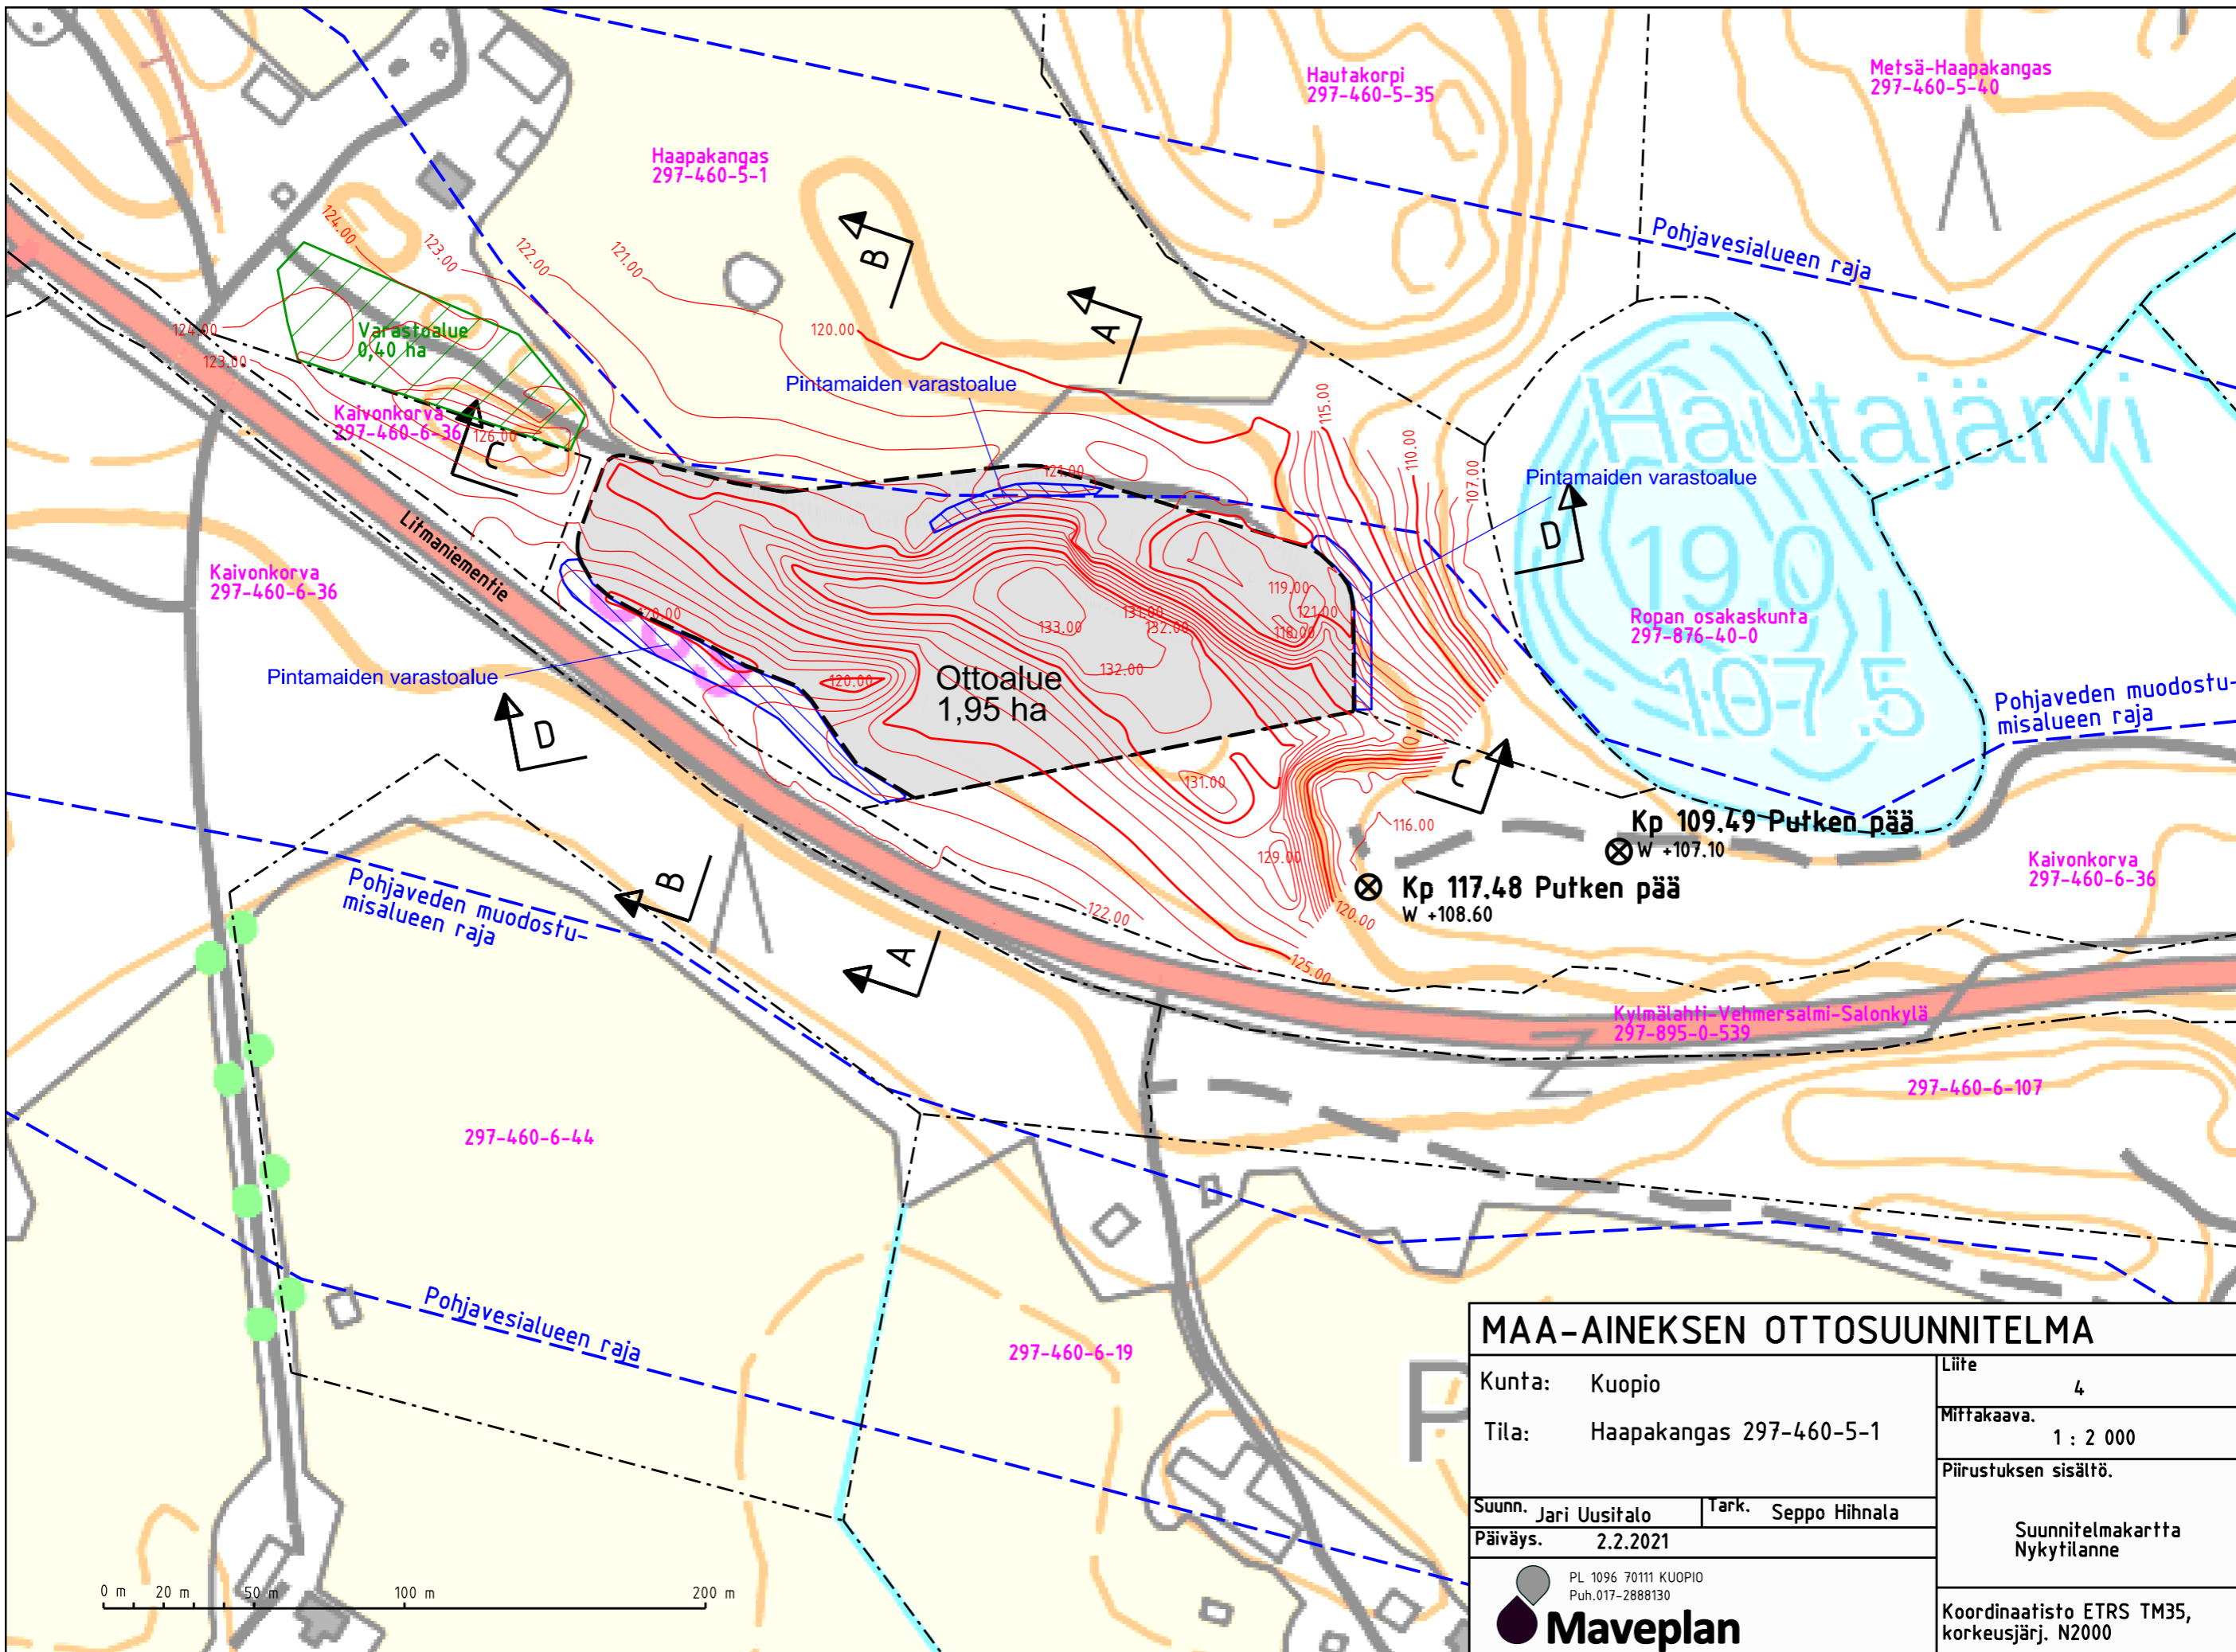 Hautakorpi
297-460-5-35
Metsä-Haapakangas
297-460-5-40
Haapakangas
297-460-5-1
Pohjavesialueen raja
124.00
123.00
122.00
121.00
120.00
B
A
124.00
123.00
Varastoalue
0,40 ha
Kaivonkorva
297-460-6-36
126.00
C
Pintamaiden varastoalue
121.00
115.00
110.00
107.00
Hautajärvi
Pintamaiden varastoalue
D
19.0
Litmaniementie
Kaivonkorva
297-460-6-36
120.00
119.00
121.00
118.00
131.00
132.00
133.00
132.00
120.00
Ropan osakaskunta
297-876-40-0
107.5
Pintamaiden varastoalue
Ottoalue
1,95 ha
Pohjaveden muodostu-
misalueen raja
D
C
131.00
116.00
129.00
120.00
122.00
125.00
Kp 109.49 Putken pää
W +107.10
Kp 117.48 Putken pää
W +108.60
Kaivonkorva
297-460-6-36
Pohjaveden muodostu-
misalueen raja
B
A
Kylmälahti-Vehmersalmi-Salonkylä
297-895-0-539
297-460-6-107
297-460-6-44
Pohjavesialueen raja
297-460-6-19
P
0 m
20 m
50 m
100 m
200 m
MAA-AINEKSEN OTTOSUUNNITELMA
Kunta: Kuopio
Tila: Haapakangas 297-460-5-1
Liite
4
Mittakaava.
1 : 2 000
Piirustuksen sisältö.
Suunnitelmakartta
Nykytilanne
Suunn. Jari Uusitalo
Tark. Seppo Hihnala
Päiväys. 2.2.2021
PL 1096 70111 KUOPIO
Puh.017-2888130
Maveplan
Koordinaatisto ETRS TM35,
korkeusjärj. N2000